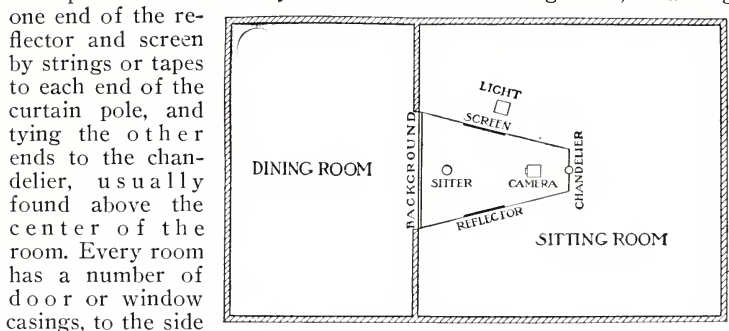 one end of the re-
flector and screen
by strings or tapes
to each end of the
curtain pole, and
tying the other
ends to the chan-
delier, usually
found above the
center of the
room. Every room
has a number of
door or window
casings, to the side
LIGHT
SCREEN
DINING ROOM
BACKGROUND
SITTER
CAMERA
CHANDELIER
REFLECTOR
SITTING ROOM